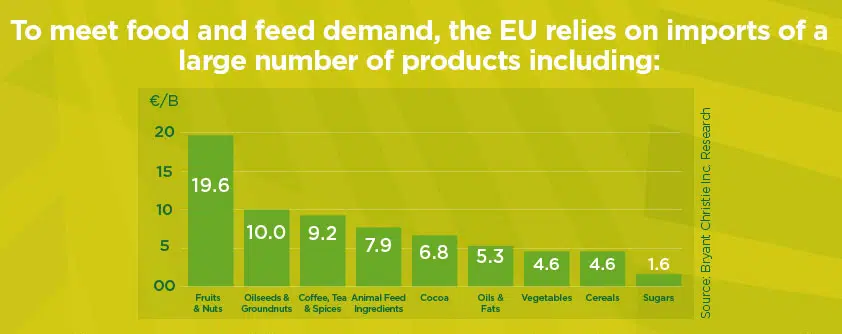 To meet food and feed demand, the EU relies on imports of a
large number of products including:
€/B
20
15
10
5
00
19.6
10.0
9.2
7.9
6.8
5.3
4.6
4.6
1.6
Fruits
& Nuts
Oilseeds &
Groundnuts
Coffee, Tea
& Spices
Animal Feed
Ingredients
Cocoa
Oils &
Fats
Vegetables
Cereals
Sugars
Source: Bryant Christie Inc. Research